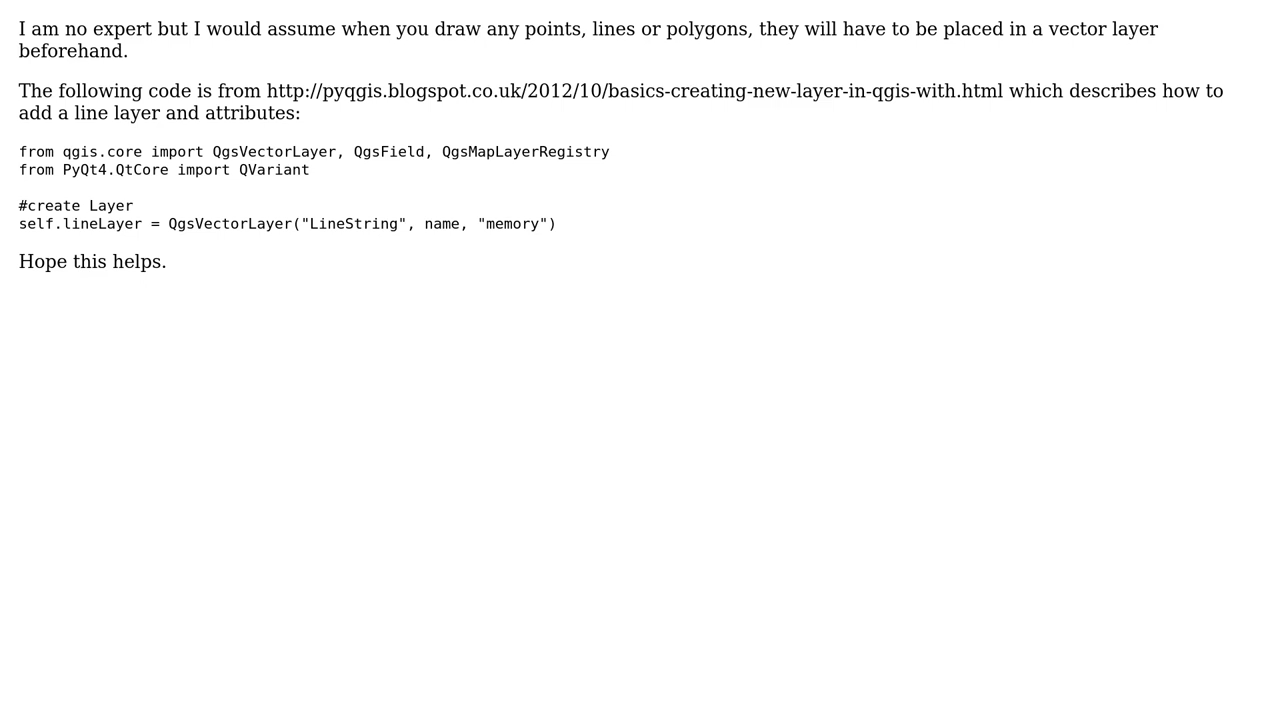 I am no expert but I would assume when you draw any points, lines or polygons, they will have to be placed in a vector layer
beforehand.
The following code is from http://pyqgis.blogspot.co.uk/2012/10/basics-creating-new-layer-in-qgis-with.html which describes how to
add a line layer and attributes:
from qgis.core import QgsVectorLayer, QgsField, QgsMapLayerRegistry
from PyQt4.QtCore import QVariant
#create Layer
self.lineLayer = QgsVectorLayer("LineString", name, "memory")
Hope this helps.